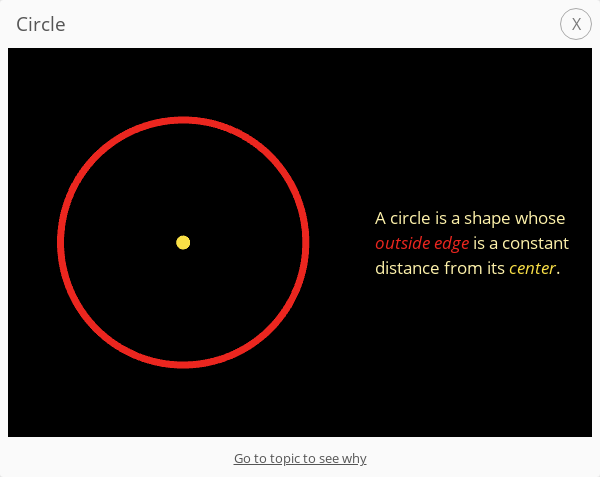 Circle
X
A circle is a shape whose
outside edge is a constant
distance from its center.
Go to topic to see why